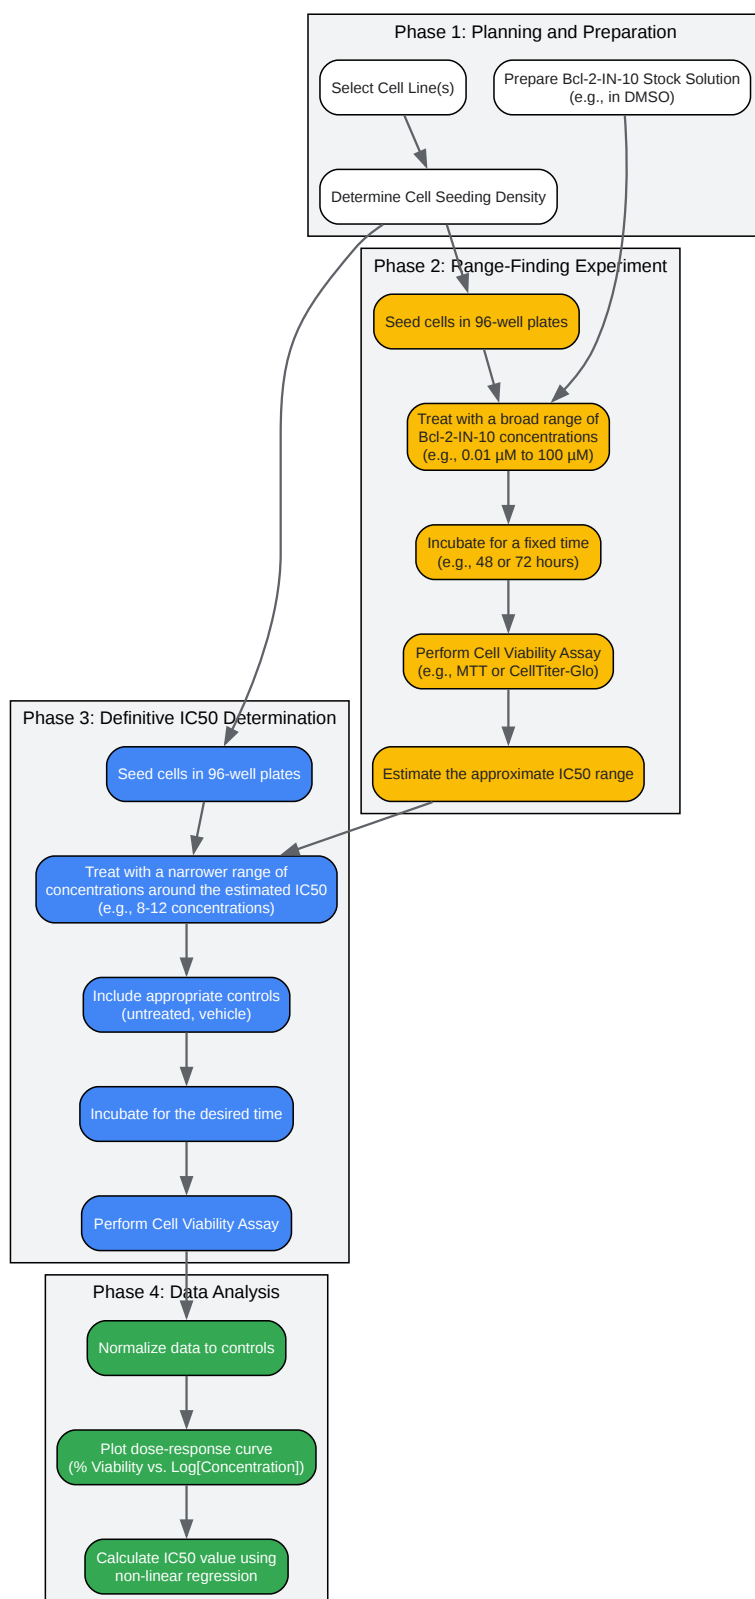 Phase 1: Planning and Preparation
Select Cell Line(s)
Prepare Bcl-2-IN-10 Stock Solution
(e.g., in DMSO)
Determine Cell Seeding Density
Phase 2: Range-Finding Experiment
Seed cells in 96-well plates
Treat with a broad range of
Bcl-2-IN-10 concentrations
(e.g., 0.01 µM to 100 µM)
Incubate for a fixed time
(e.g., 48 or 72 hours)
Perform Cell Viability Assay
(e.g., MTT or CellTiter-Glo)
Estimate the approximate IC50 range
Phase 3: Definitive IC50 Determination
Seed cells in 96-well plates
Treat with a narrower range of
concentrations around the estimated IC50
(e.g., 8-12 concentrations)
Include appropriate controls
(untreated, vehicle)
Incubate for the desired time
Perform Cell Viability Assay
Phase 4: Data Analysis
Normalize data to controls
Plot dose-response curve
(% Viability vs. Log[Concentration])
Calculate IC50 value using
non-linear regression